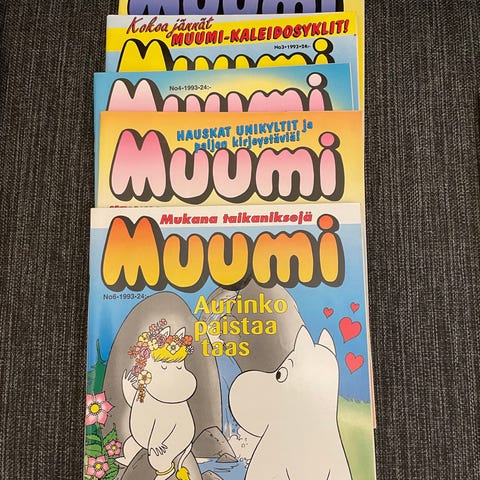 MUUMI
Kokoa jännät
MUUMI-KALEIDOSYKLIT!
No3•1993•24:-
Muumi
No4-1993-24:-
Muumi
HAUSKAT UNIKYLTIT ja
paljon kirjeystäviä!
Muumi
Mukana taikaniksejä
Muumi
No6-1993-24:-
Aurinko
paistaa
taas